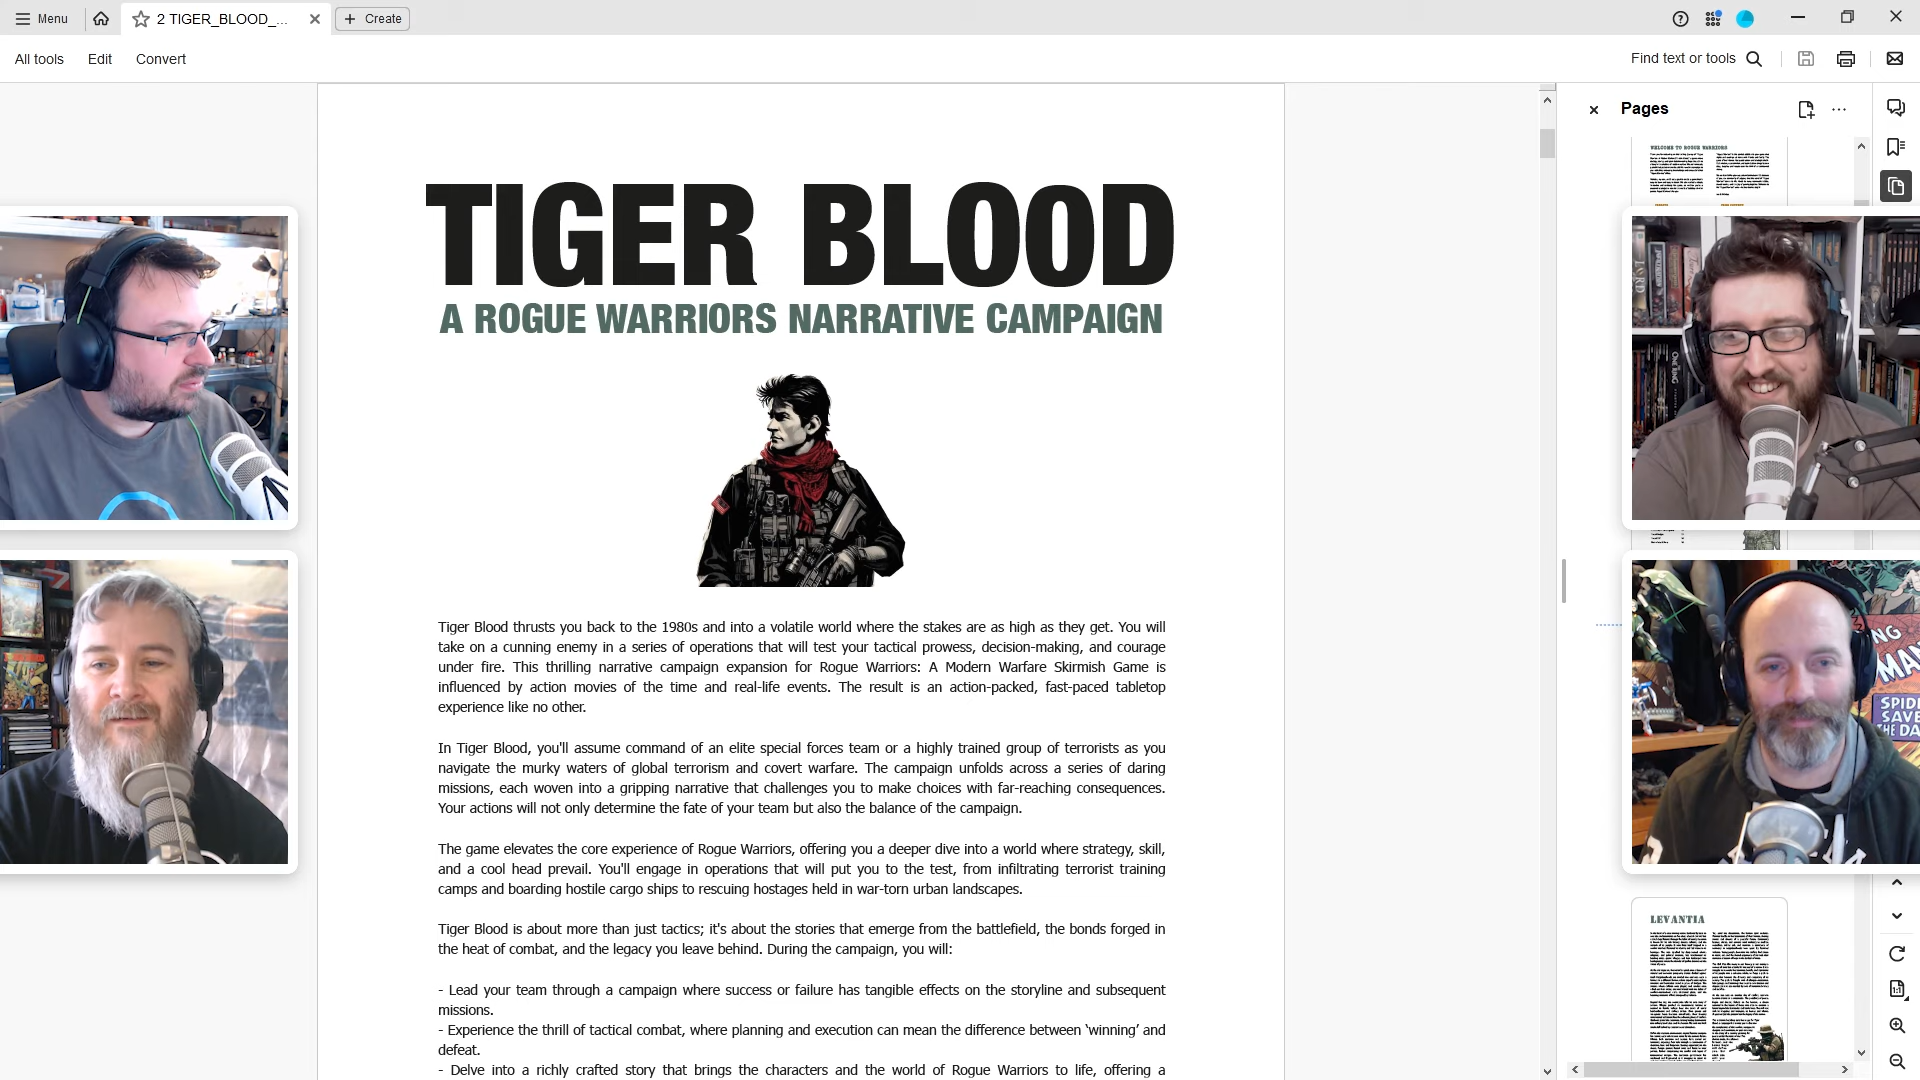 Menu
2 TIGER_BLOOD_...
Create
All tools
Edit
Convert
Find text or tools
TIGER BLOOD
A ROGUE WARRIORS NARRATIVE CAMPAIGN
Tiger Blood thrusts you back to the 1980s and into a volatile world where the stakes are as high as they get. You will
take on a cunning enemy in a series of operations that will test your tactical prowess, decision-making, and courage
under fire. This thrilling narrative campaign expansion for Rogue Warriors: A Modern Warfare Skirmish Game is
influenced by action movies of the time and real-life events. The result is an action-packed, fast-paced tabletop
experience like no other.
In Tiger Blood, you'll assume command of an elite special forces team or a highly trained group of terrorists as you
navigate the murky waters of global terrorism and covert warfare. The campaign unfolds across a series of daring
missions, each woven into a gripping narrative that challenges you to make choices with far-reaching consequences.
Your actions will not only determine the fate of your team but also the balance of the campaign.
The game elevates the core experience of Rogue Warriors, offering you a deeper dive into a world where strategy, skill,
and a cool head prevail. You'll engage in operations that will put you to the test, from infiltrating terrorist training
camps and boarding hostile cargo ships to rescuing hostages held in war-torn urban landscapes.
Tiger Blood is about more than just tactics; it's about the stories that emerge from the battlefield, the bonds forged in
the heat of combat, and the legacy you leave behind. During the campaign, you will:
- Lead your team through a campaign where success or failure has tangible effects on the storyline and subsequent
missions.
- Experience the thrill of tactical combat, where planning and execution can mean the difference between ‘winning’ and
defeat.
- Delve into a richly crafted story that brings the characters and the world of Rogue Warriors to life, offering a
Pages
WELCOME TO ROGUE WARRIORS
SPID
SAVE
THE DA
LEVANTIA
1:1